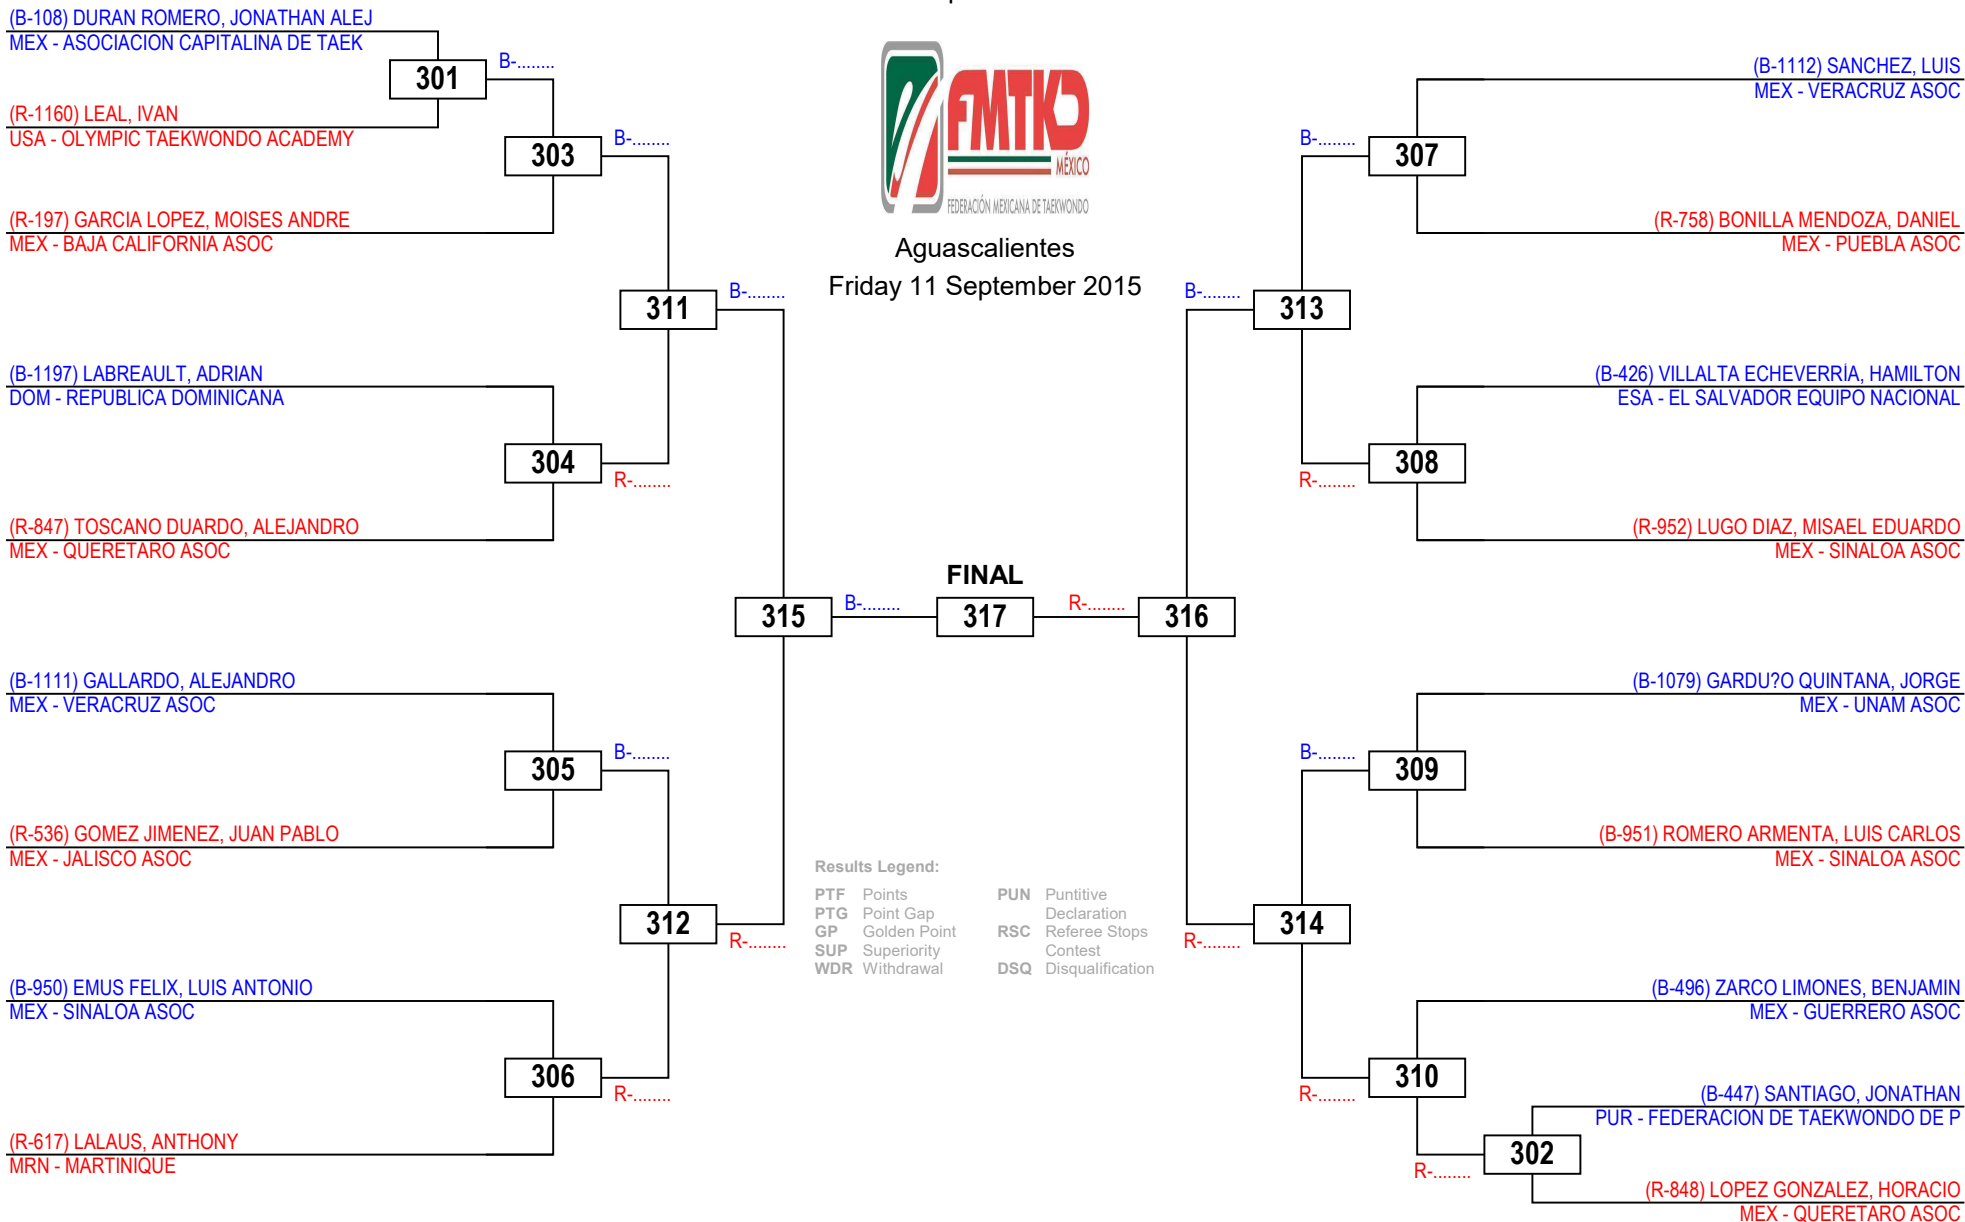 (B-108) DURAN ROMERO, JONATHAN ALEJ
MEX - ASOCIACION CAPITALINA DE TAEK
301
B-........
(R-1160) LEAL, IVAN
USA - OLYMPIC TAEKWONDO ACADEMY
303
B-........
(R-197) GARCIA LOPEZ, MOISES ANDRE
MEX - BAJA CALIFORNIA ASOC
311
B-........
(B-1197) LABREAULT, ADRIAN
DOM - REPUBLICA DOMINICANA
304
R-........
(R-847) TOSCANO DUARDO, ALEJANDRO
MEX - QUERETARO ASOC
315
B-........
(B-1111) GALLARDO, ALEJANDRO
MEX - VERACRUZ ASOC
305
B-........
(R-536) GOMEZ JIMENEZ, JUAN PABLO
MEX - JALISCO ASOC
312
R-........
(B-950) EMUS FELIX, LUIS ANTONIO
MEX - SINALOA ASOC
306
R-........
(R-617) LALAUS, ANTHONY
MRN - MARTINIQUE
FMTKD
MÉXICO
FEDERACIÓN MEXICANA DE TAEKWONDO
Aguascalientes
Friday 11 September 2015
FINAL
317
Results Legend:
PTF Points
PTG Point Gap
GP Golden Point
SUP Superiority
WDR Withdrawal
PUN Puntitive
Declaration
RSC Referee Stops
Contest
DSQ Disqualification
(B-1112) SANCHEZ, LUIS
MEX - VERACRUZ ASOC
B-........
307
(R-758) BONILLA MENDOZA, DANIEL
MEX - PUEBLA ASOC
B-........
313
(B-426) VILLALTA ECHEVERRÍA, HAMILTON
ESA - EL SALVADOR EQUIPO NACIONAL
308
R-........
(R-952) LUGO DIAZ, MISAEL EDUARDO
MEX - SINALOA ASOC
R-........
316
(B-1079) GARDU?O QUINTANA, JORGE
MEX - UNAM ASOC
B-........
309
(B-951) ROMERO ARMENTA, LUIS CARLOS
MEX - SINALOA ASOC
314
R-........
(B-496) ZARCO LIMONES, BENJAMIN
MEX - GUERRERO ASOC
310
R-........
(B-447) SANTIAGO, JONATHAN
PUR - FEDERACION DE TAEKWONDO DE P
302
R-........
(R-848) LOPEZ GONZALEZ, HORACIO
MEX - QUERETARO ASOC